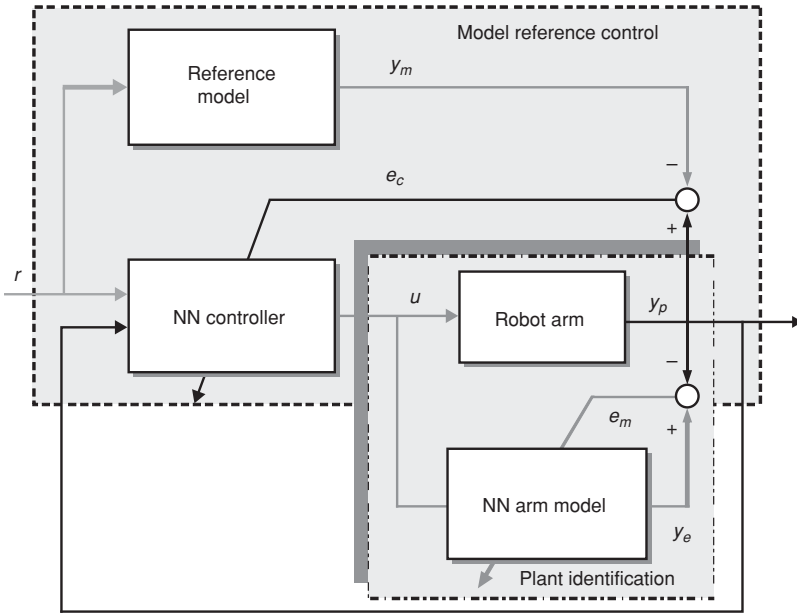 Model reference control
Reference
model
y_m
−
e_c
+
r
NN controller
u
Robot arm
y_p
−
e_m
+
NN arm model
y_e
Plant identification